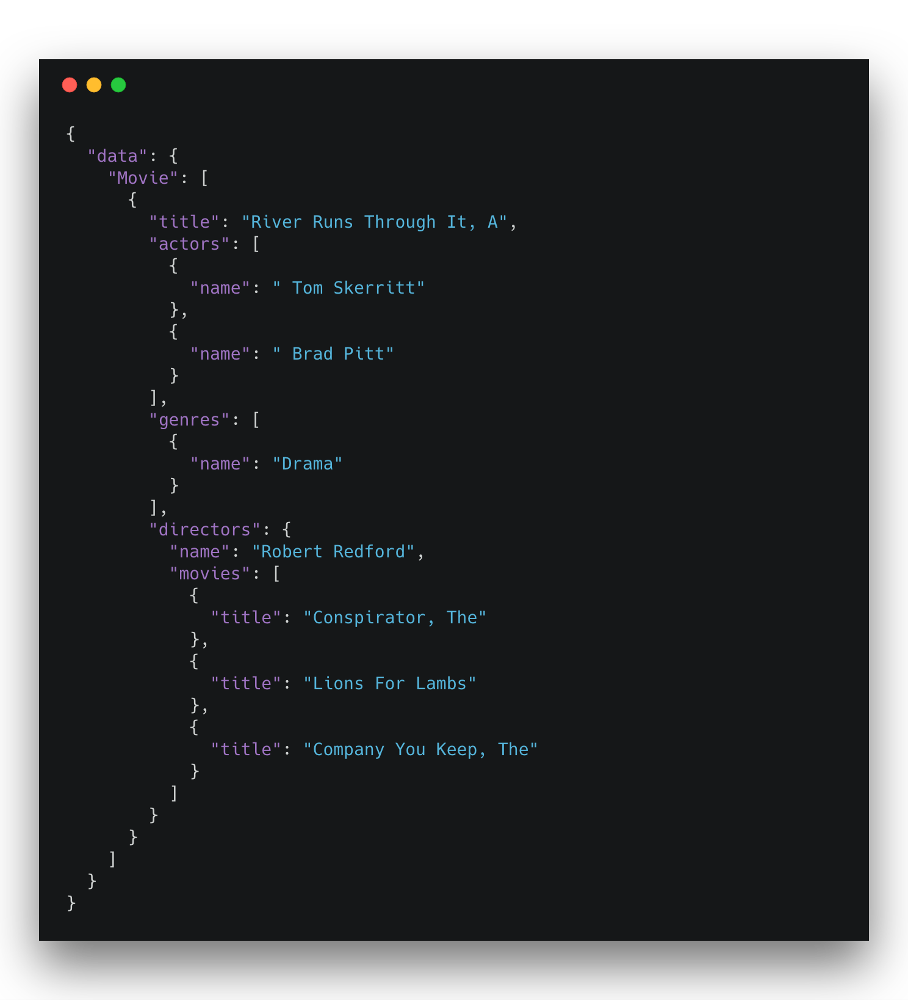 {
  "data": {
    "Movie": [
      {
        "title": "River Runs Through It, A",
        "actors": [
          {
            "name": " Tom Skerritt"
          },
          {
            "name": " Brad Pitt"
          }
        ],
        "genres": [
          {
            "name": "Drama"
          }
        ],
        "directors": {
          "name": "Robert Redford",
          "movies": [
            {
              "title": "Conspirator, The"
            },
            {
              "title": "Lions For Lambs"
            },
            {
              "title": "Company You Keep, The"
            }
          ]
        }
      }
    ]
  }
}